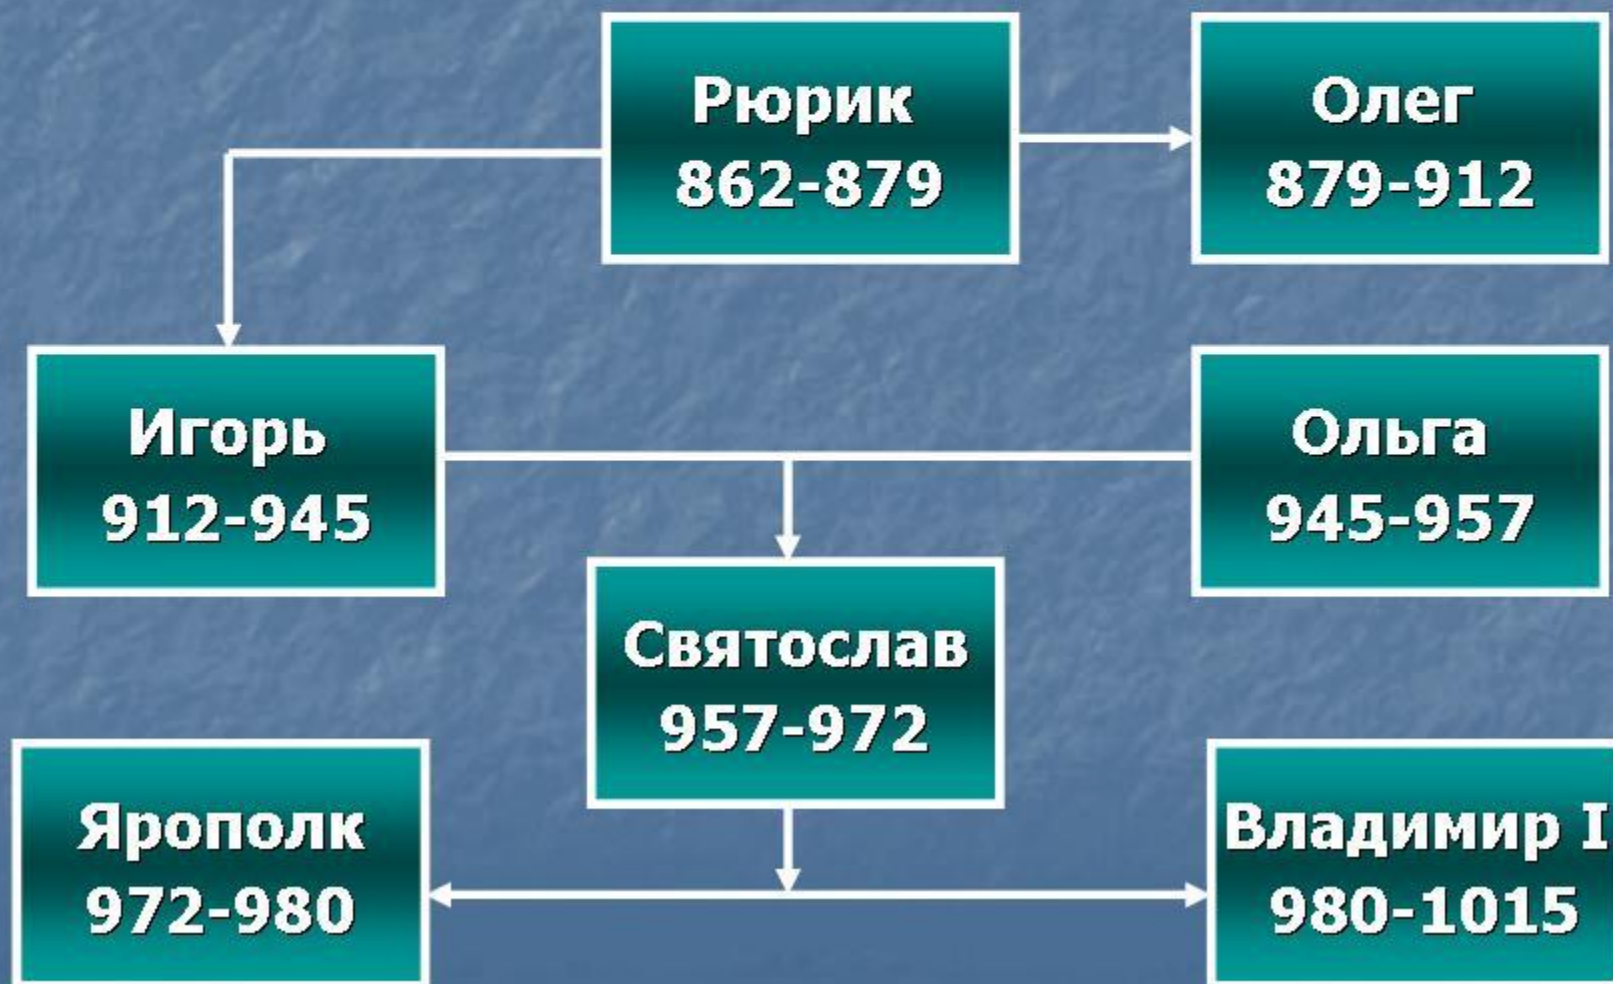 Рюрик
862-879
Олег
879-912
Игорь
912-945
Ольга
945-957
Святослав
957-972
Ярополк
972-980
Владимир I
980-1015